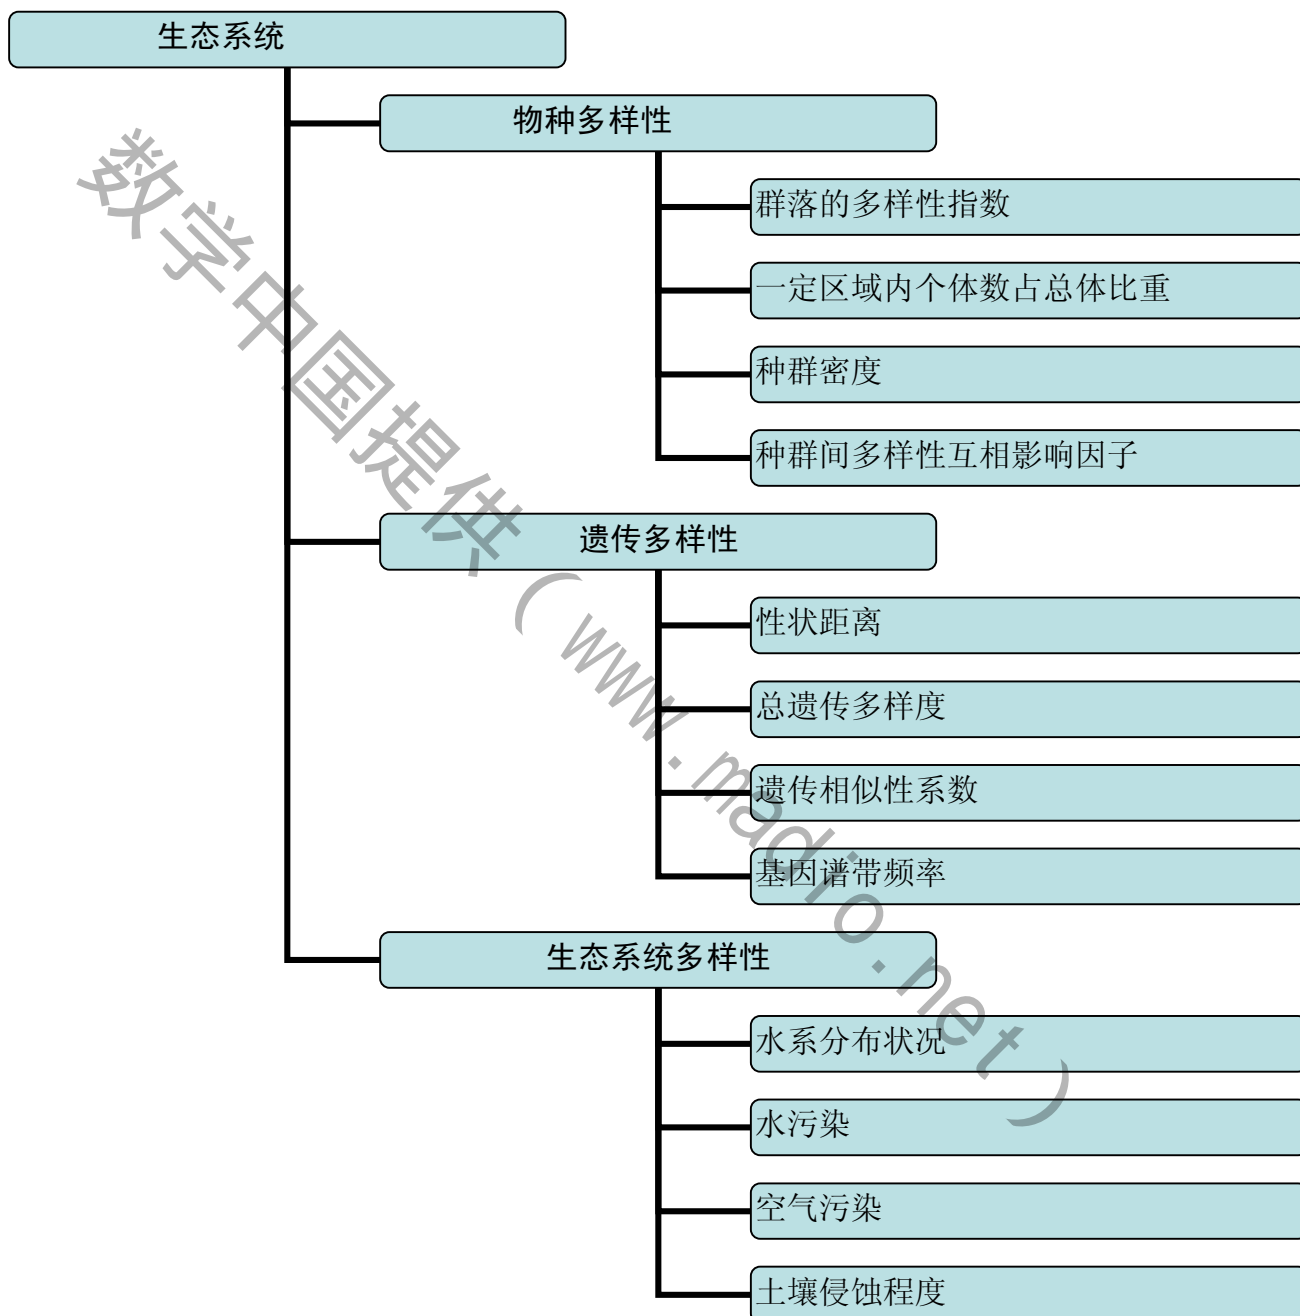 生态系统
物种多样性
群落的多样性指数
一定区域内个体数占总体比重
种群密度
种群间多样性互相影响因子
遗传多样性
性状距离
总遗传多样度
遗传相似性系数
基因谱带频率
生态系统多样性
水系分布状况
水污染
空气污染
土壤侵蚀程度
数学中国提供（www.madio.net）